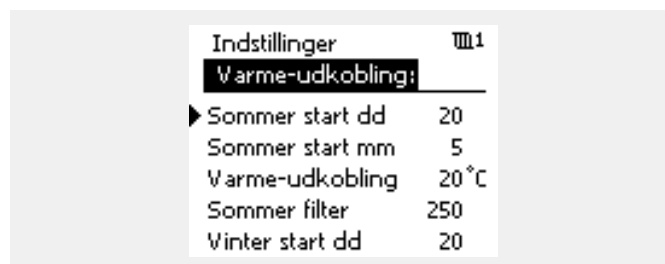 Indstillinger 1
Varme-udkobling:
Sommer start dd 20
Sommer start mm 5
Varme-udkobling 20°C
Sommer filter 250
Vinter start dd 20